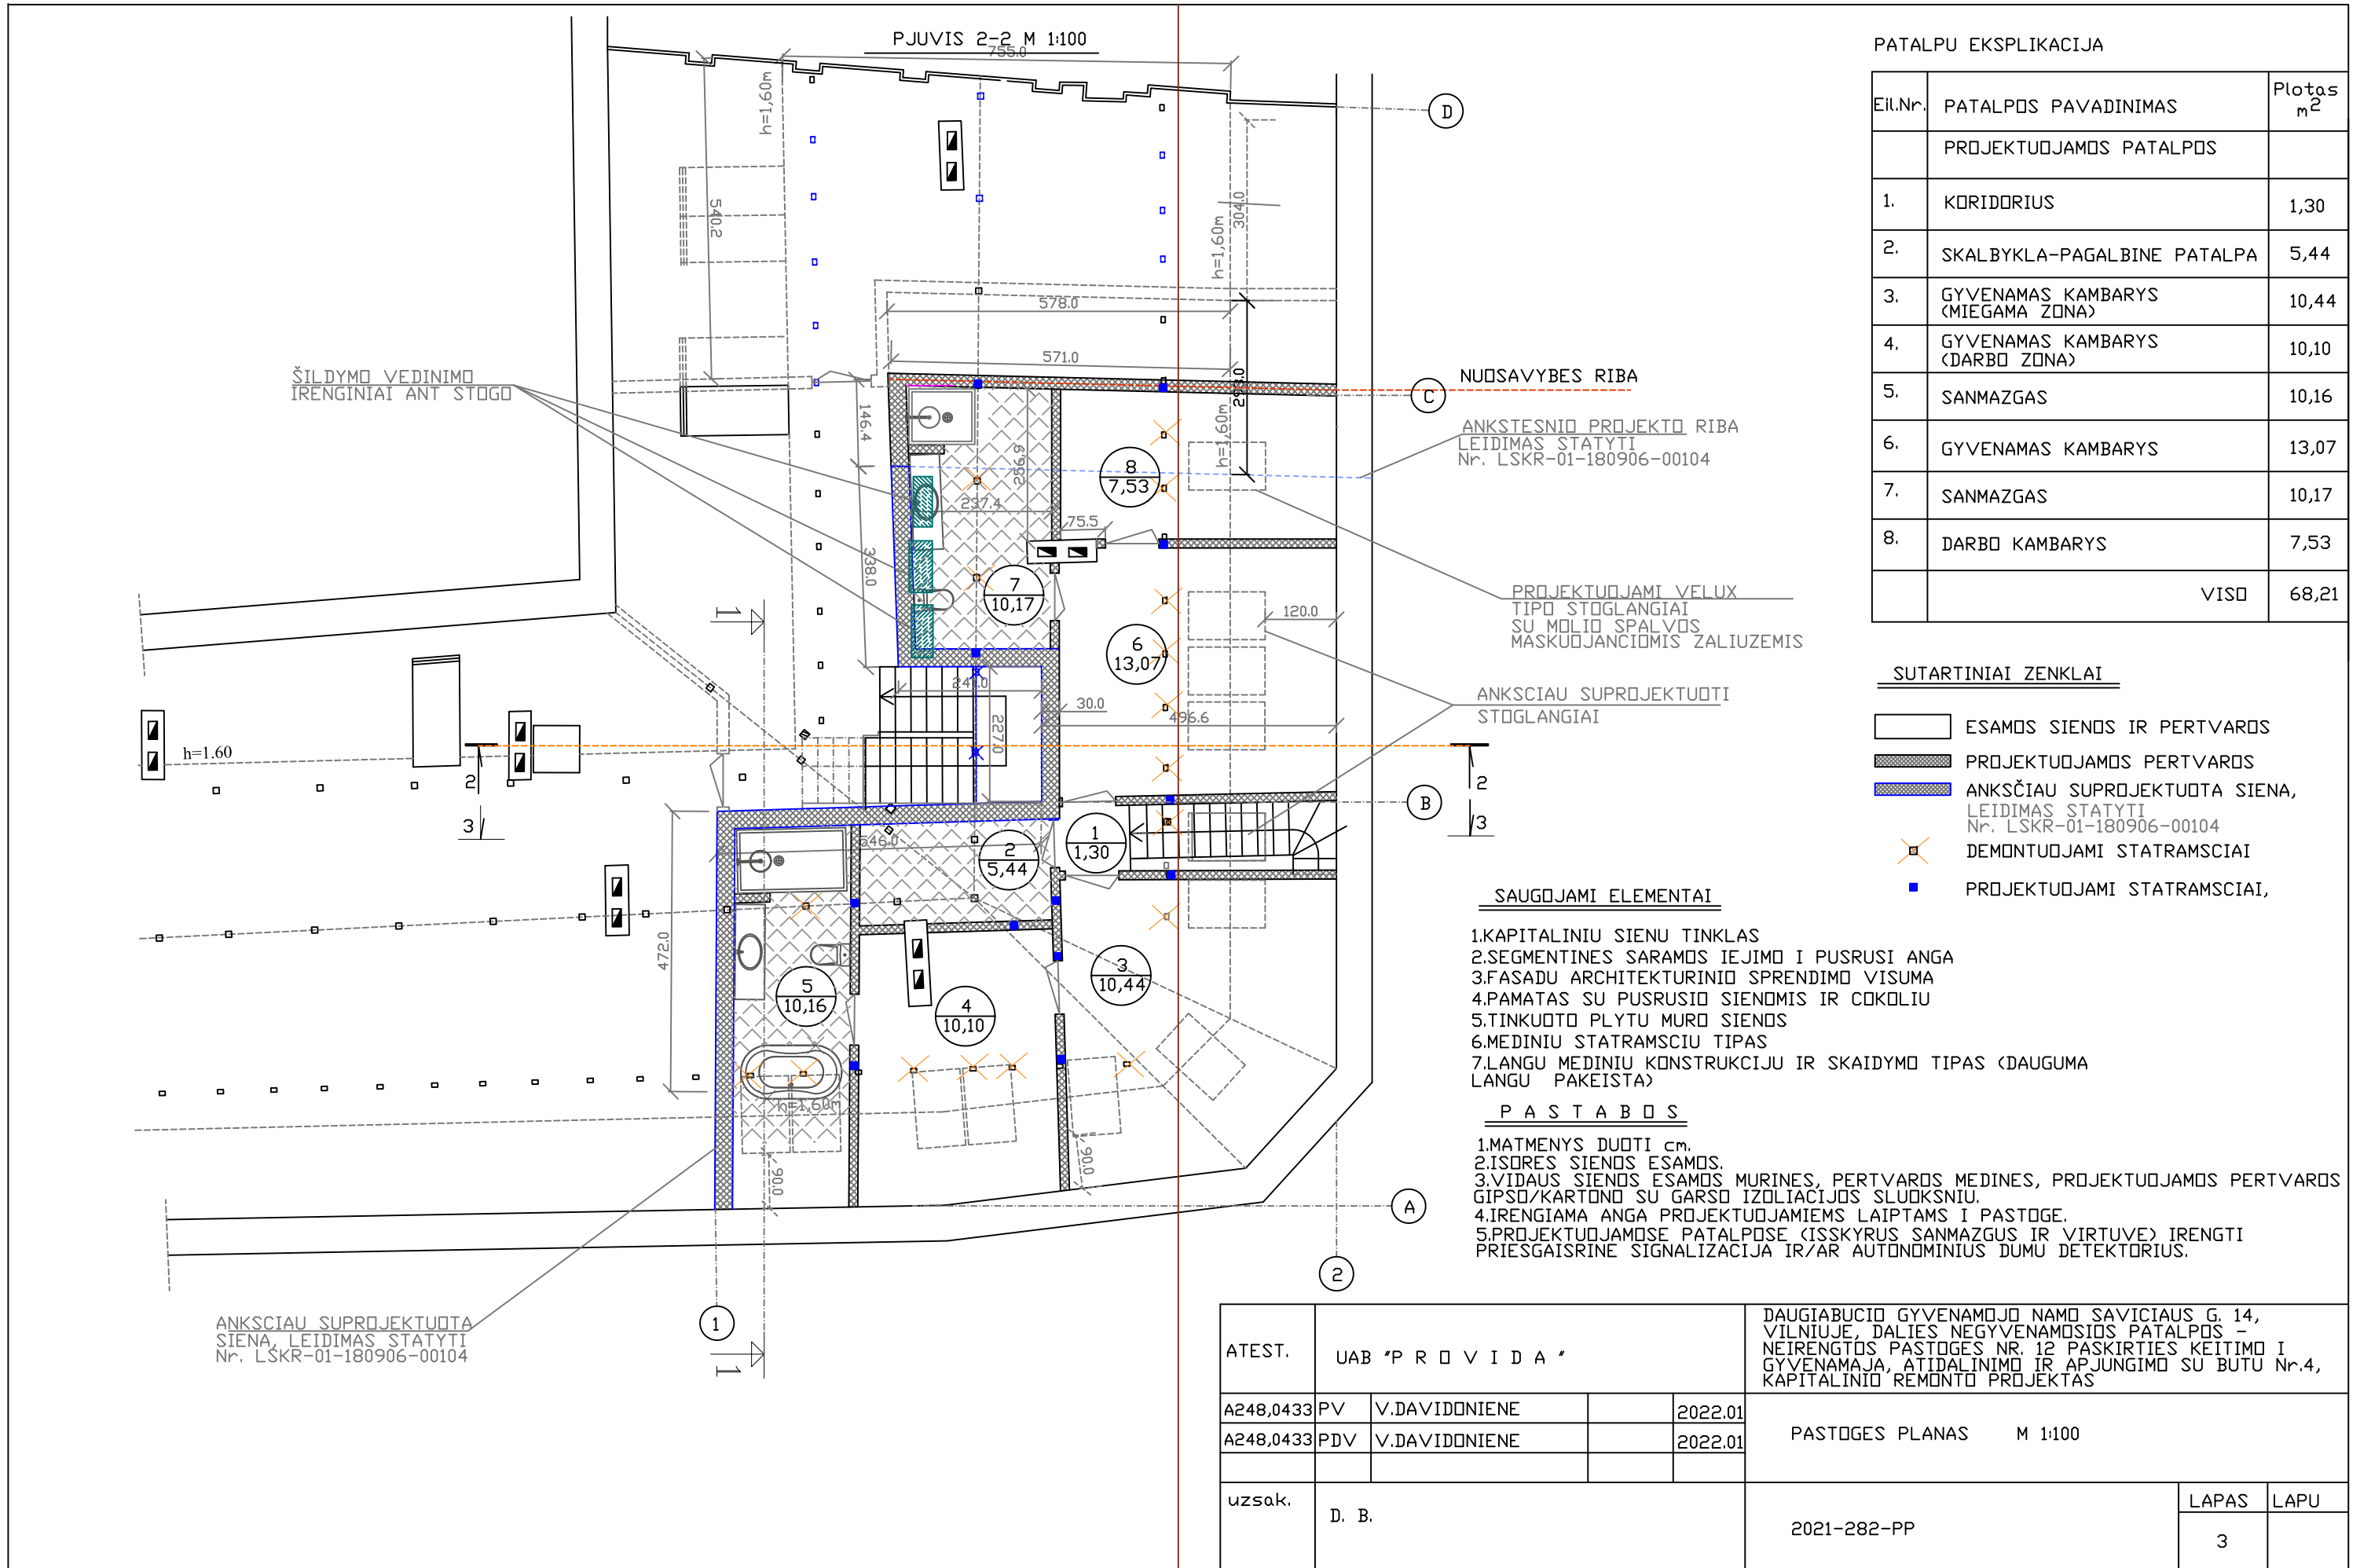 PJUVIS 2-2 M 1:100
755.0
h=1,60m
540.2
D
304.0
h=1,60m
578.0
571.0
293.0
NUOSAVYBES RIBA
C
ŠILDYMO VEDINIMO
IRENGINIAI ANT STOGO
146.4
256.9
h=1,60m
ANKSTESNIO PROJEKTO RIBA
LEIDIMAS STATYTI
Nr. LSKR-01-180906-00104
8
7,53
237.4
75.5
338.0
7
10,17
PROJEKTUOJAMI VELUX
TIPO STOGLANGIAI
SU MOLIO SPALVOS
MASKUOJANCIOMIS ZALIUZEMIS
120.0
1
6
13,07
30.0
496.6
227.0
ANKSCIAU SUPROJEKTUOTI
STOGLANGIAI
h=1.60
2
3
2
3
B
1
1,30
2
5,44
646.0
472.0
3
10,44
5
10,16
4
10,10
h=1,60m
90.0
90.0
A
2
1
1
ANKSCIAU SUPROJEKTUOTA
SIENA, LEIDIMAS STATYTI
Nr. LSKR-01-180906-00104
PATALPU EKSPLIKACIJA
Eil.Nr. PATALPOS PAVADINIMAS Plotas m2
PROJEKTUOJAMOS PATALPOS
1. KORIDORIUS 1,30
2. SKALBYKLA-PAGALBINE PATALPA 5,44
3. GYVENAMAS KAMBARYS
(MIEGAMA ZONA) 10,44
4. GYVENAMAS KAMBARYS
(DARBO ZONA) 10,10
5. SANMAZGAS 10,16
6. GYVENAMAS KAMBARYS 13,07
7. SANMAZGAS 10,17
8. DARBO KAMBARYS 7,53
VISO 68,21
SUTARTINIAI ZENKLAI
ESAMOS SIENOS IR PERTVAROS
PROJEKTUOJAMOS PERTVAROS
ANKSČIAU SUPROJEKTUOTA SIENA,
LEIDIMAS STATYTI
Nr. LSKR-01-180906-00104
DEMONTUOJAMI STATRAMSCIAI
PROJEKTUOJAMI STATRAMSCIAI,
SAUGOJAMI ELEMENTAI
1.KAPITALINIU SIENU TINKLAS
2.SEGMENTINES SARAMOS IEJIMO I PUSRUSI ANGA
3.FASADU ARCHITEKTURINIO SPRENDIMO VISUMA
4.PAMATAS SU PUSRUSIO SIENOMIS IR COKOLIU
5.TINKUOTO PLYTU MURO SIENOS
6.MEDINIU STATRAMSCIU TIPAS
7.LANGU MEDINIU KONSTRUKCIJU IR SKAIDYMO TIPAS (DAUGUMA
LANGU PAKEISTA)
P A S T A B O S
1.MATMENYS DUOTI cm.
2.ISORES SIENOS ESAMOS.
3.VIDAUS SIENOS ESAMOS MURINES, PERTVAROS MEDINES, PROJEKTUOJAMOS PERTVAROS
GIPSO/KARTONO SU GARSO IZOLIACIJOS SLUOKSNIU.
4.IRENGIAMA ANGA PROJEKTUOJAMIEMS LAIPTAMS I PASTOGE.
5.PROJEKTUOJAMOSE PATALPOSE (ISSKYRUS SANMAZGUS IR VIRTUVE) IRENGTI
PRIESGAISRINE SIGNALIZACIJA IR/AR AUTONOMINIUS DUMU DETEKTORIUS.
ATEST.
UAB "P R O V I D A "
DAUGIABUCIO GYVENAMOJO NAMO SAVICIAUS G. 14,
VILNIUJE, DALIES NEGYVENAMOSIOS PATALPOS -
NEIRENGTOS PASTOGES NR. 12 PASKIRTIES KEITIMO I
GYVENAMAJA, ATIDALINIMO IR APJUNGIMO SU BUTU Nr.4,
KAPITALINIO REMONTO PROJEKTAS
A248,0433 PV V.DAVIDONIENE 2022.01
A248,0433 PDV V.DAVIDONIENE 2022.01
PASTOGES PLANAS M 1:100
uzsak.
D. B.
2021-282-PP
LAPAS LAPU
3